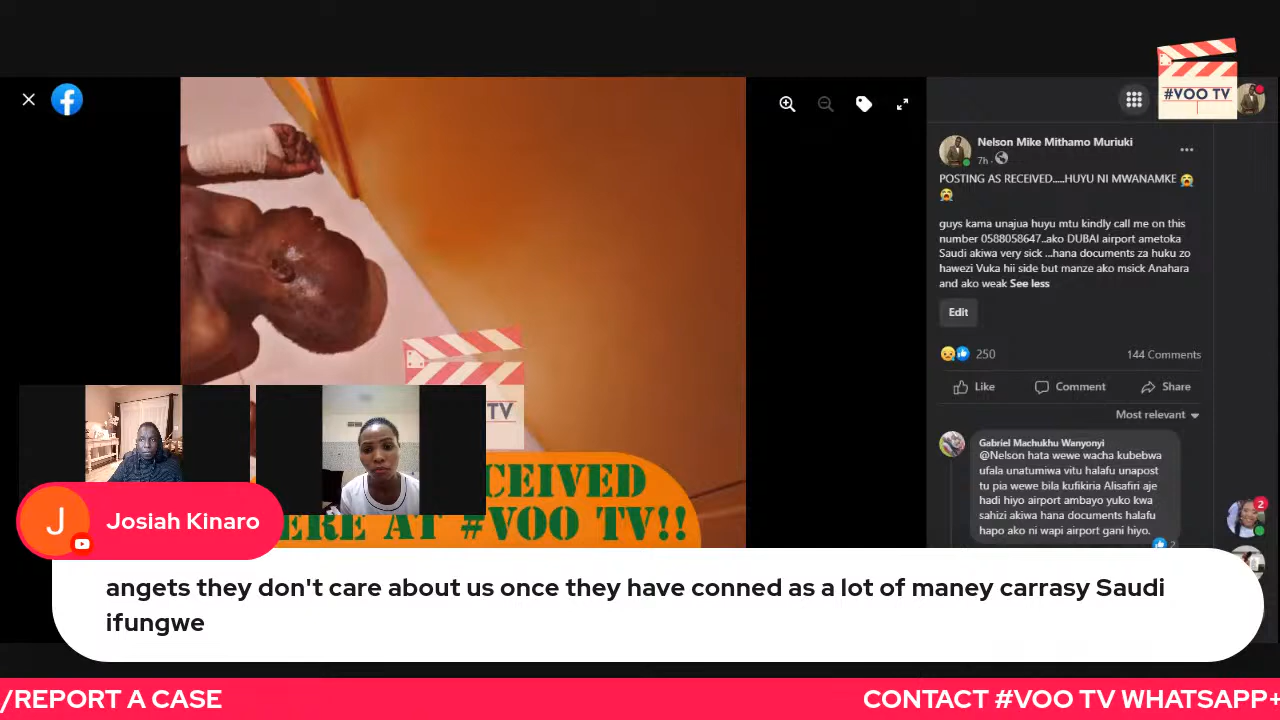 #VOO TV
Nelson Mike Mithamo Muriuki
7h
POSTING AS RECEIVED.....HUYU NI MWANAMKE
guys kama unajua huyu mtu kindly call me on this
number 0588058647..ako DUBAI airport ametoka
Saudi akiwa very sick ...hana documents za huku zo
hawezi Vuka hii side but manze ako msick Anahara
and ako weak See less
Edit
250
144 Comments
Like
Comment
Share
Most relevant
Gabriel Machukhu Wanyonyi
@Nelson hata wewe wacha kubebwa
ufala unatumiwa vitu halafu unapost
tu pia wewe bila kufikiria Alisafiri aje
hadi hiyo airport ambayo yuko kwa
sahizi akiwa hana documents halafu
hapo ako ni wapi airport gani hiyo.
2
2
TV
CEIVED
ERE AT #VOO TV!!
J
Josiah Kinaro
angets they don't care about us once they have conned as a lot of maney carrasy Saudi
ifungwe
/REPORT A CASE
CONTACT #VOO TV WHATSAPP+